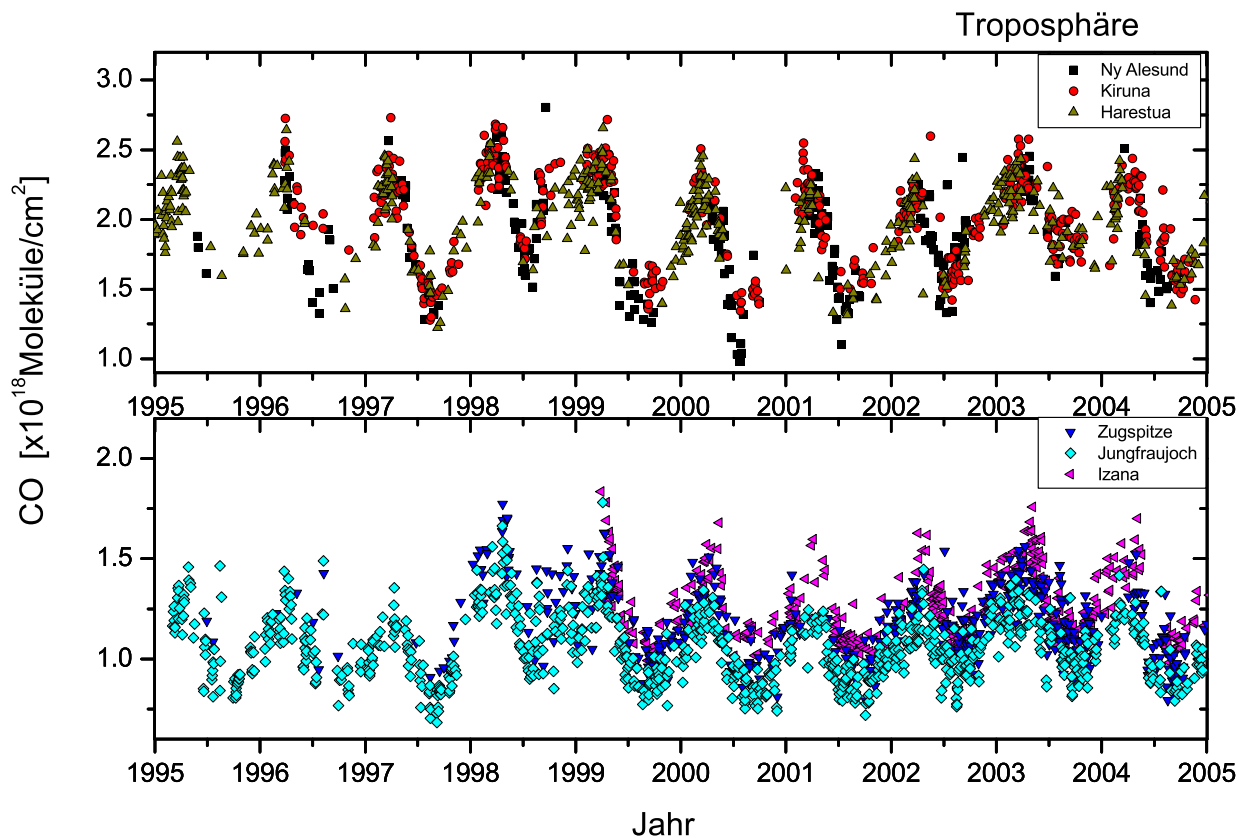 Troposphäre
CO [x10^18 Moleküle/cm^2]
3.0
2.5
2.0
1.5
1.0
Ny Alesund
Kiruna
Harestua
1995 1996 1997 1998 1999 2000 2001 2002 2003 2004 2005
2.0
1.5
1.0
Zugspitze
Jungfraujoch
Izana
1995 1996 1997 1998 1999 2000 2001 2002 2003 2004 2005
Jahr